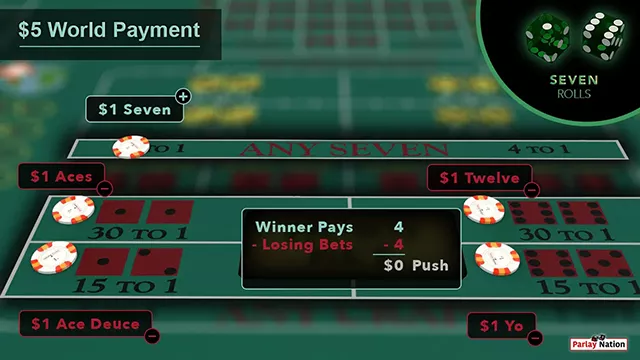 $5 World Payment
SEVEN
ROLLS
$1 Seven +
TO 1 ANY SEVEN 4 TO 1
$1 Aces −
$1 Twelve −
Winner Pays 4
- Losing Bets - 4
$0 Push
30 TO 1
30 TO 1
15 TO 1
15 TO 1
$1 Ace Deuce −
$1 Yo −
Parlay Nation